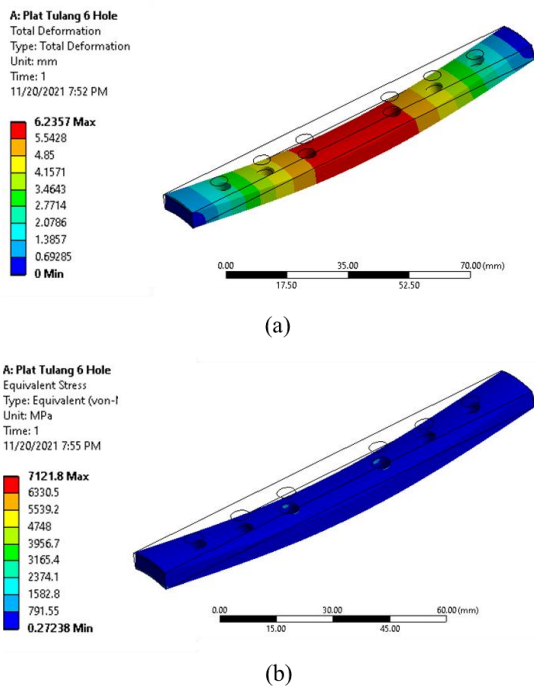 A: Plat Tulang 6 Hole
Total Deformation
Type: Total Deformation
Unit: mm
Time: 1
11/20/2021 7:52 PM
6.2357 Max
5.5428
4.85
4.1571
3.4643
2.7714
2.0786
1.3857
0.69285
0 Min
0.00 35.00 70.00 (mm)
17.50 52.50
(a)
A: Plat Tulang 6 Hole
Equivalent Stress
Type: Equivalent (von-
Unit: MPa
Time: 1
11/20/2021 7:55 PM
7121.8 Max
6330.5
5539.2
4748
3956.7
3165.4
2374.1
1582.8
791.55
0.27238 Min
0.00 30.00 60.00 (mm)
15.00 45.00
(b)